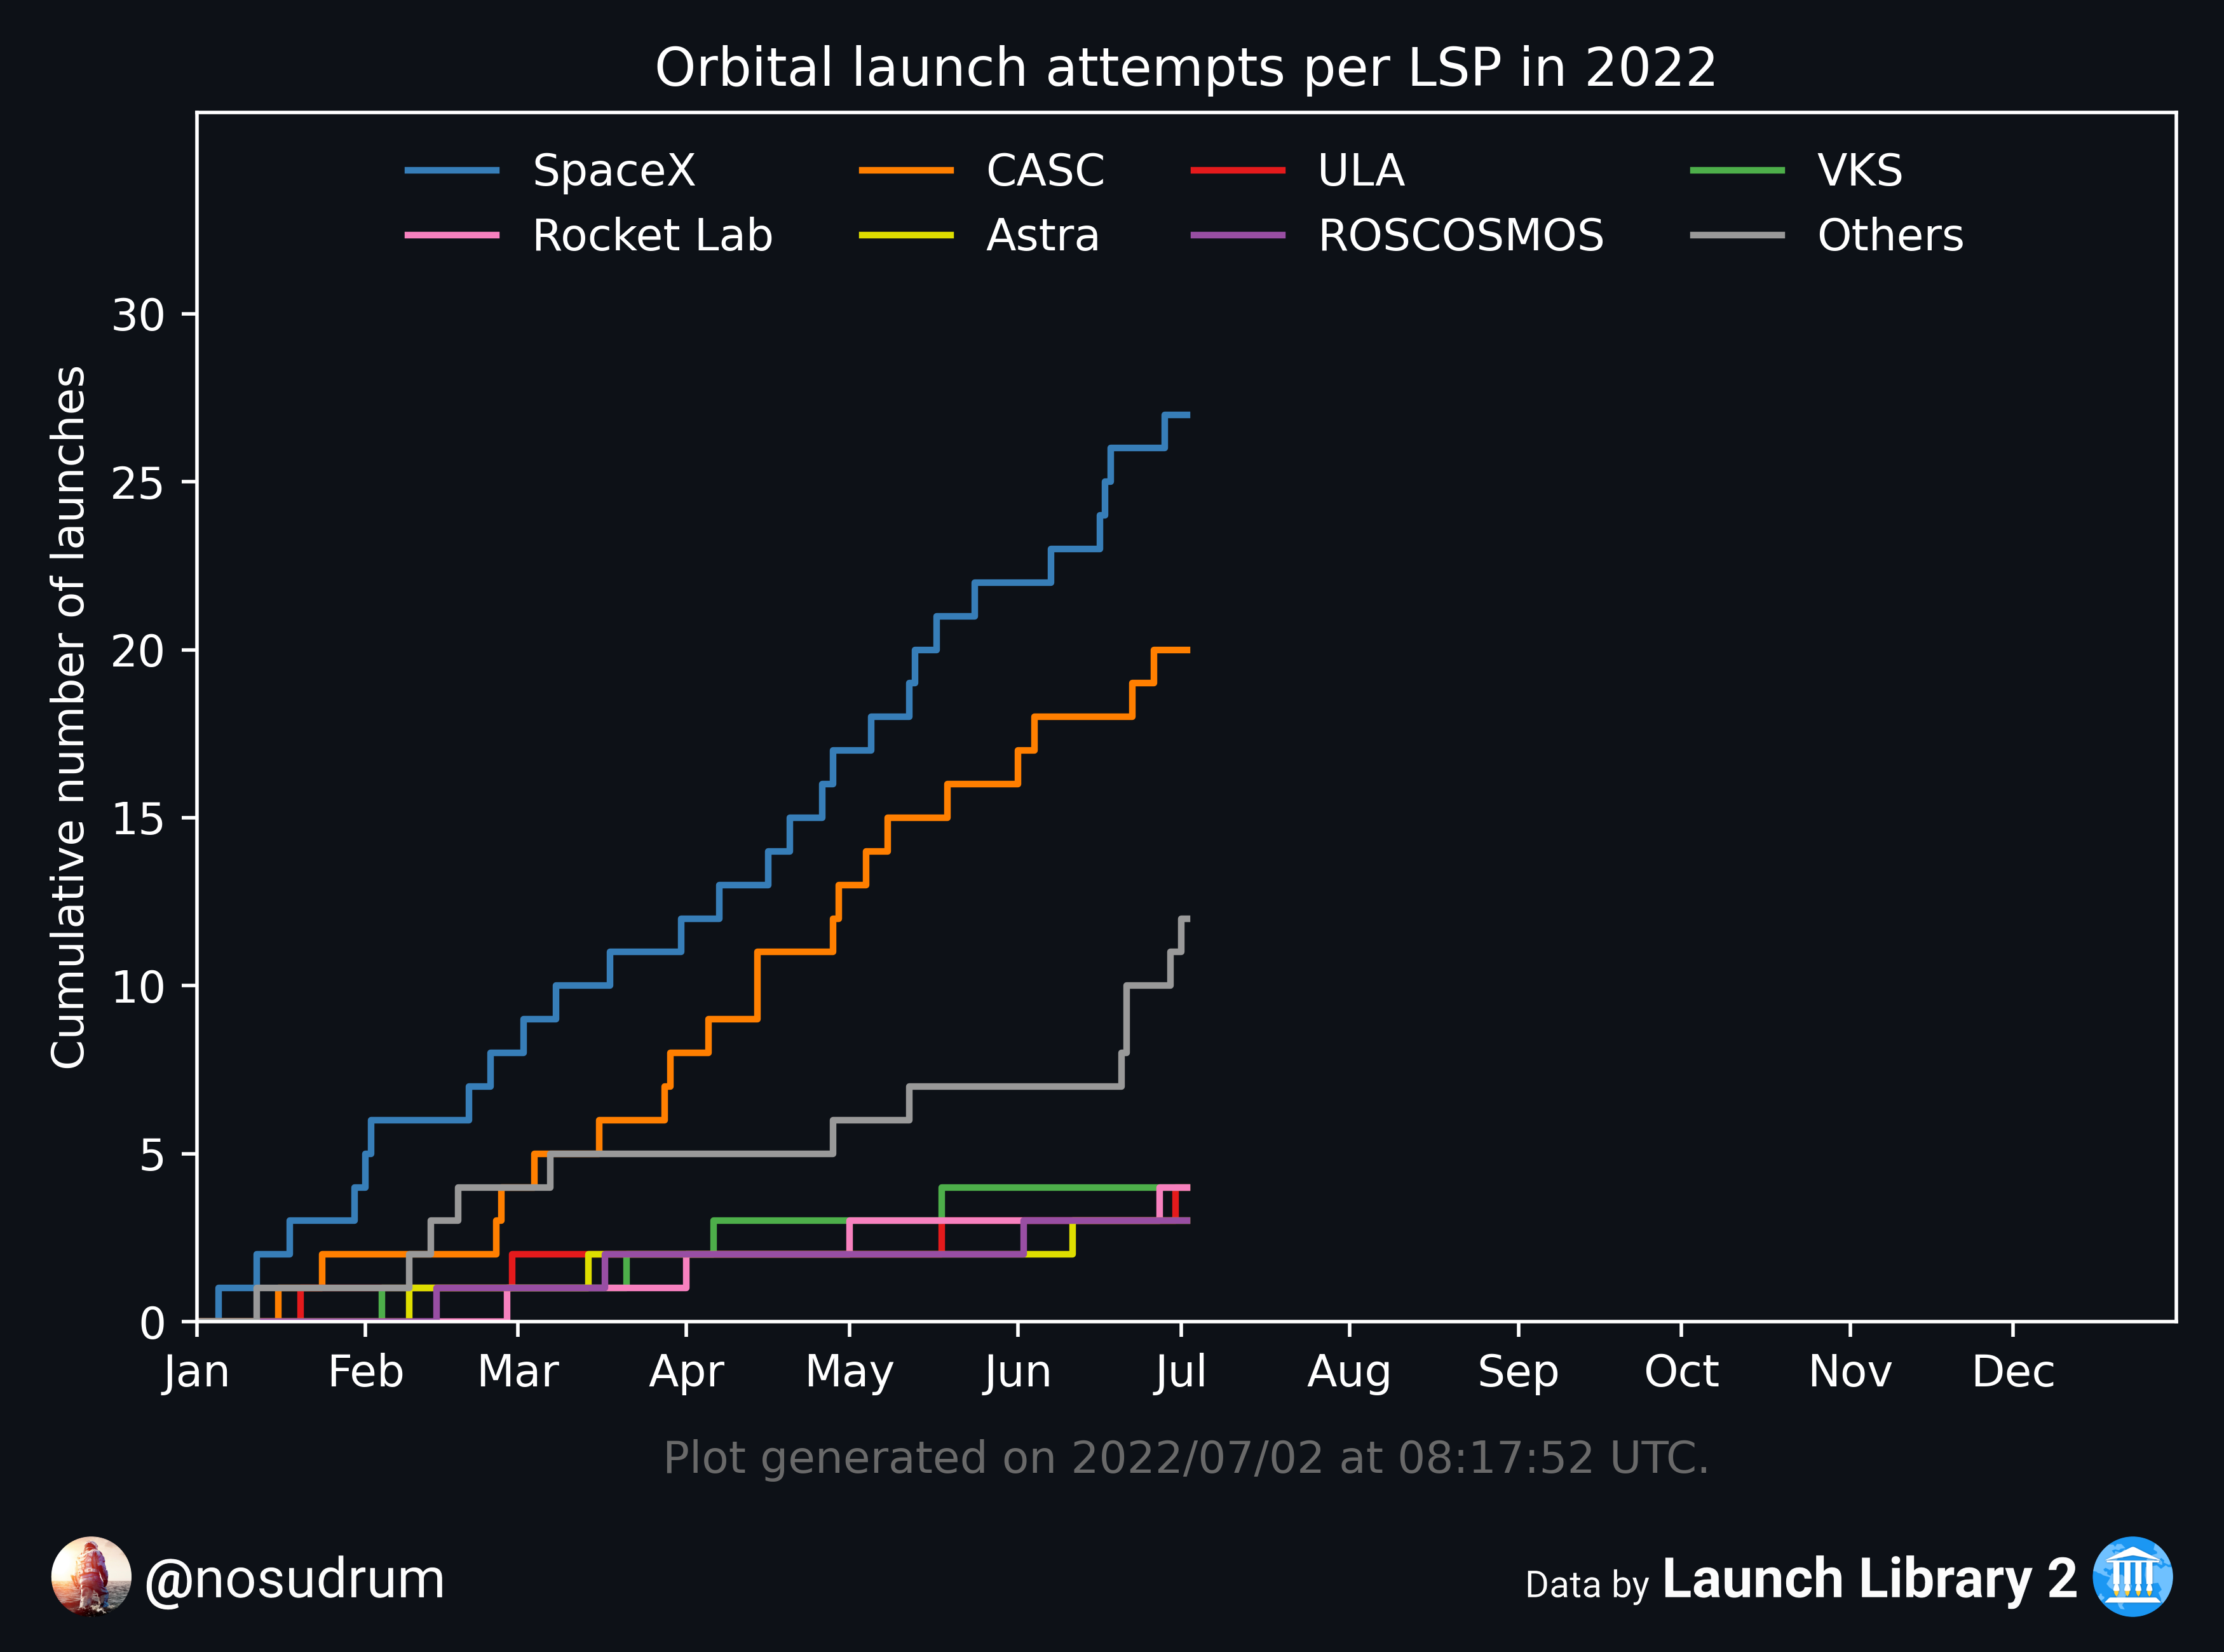 Orbital launch attempts per LSP in 2022
SpaceX CASC ULA VKS
Rocket Lab Astra ROSCOSMOS Others
Cumulative number of launches
30
25
20
15
10
5
0
Jan Feb Mar Apr May Jun Jul Aug Sep Oct Nov Dec
Plot generated on 2022/07/02 at 08:17:52 UTC.
@nosudrum
Data by Launch Library 2